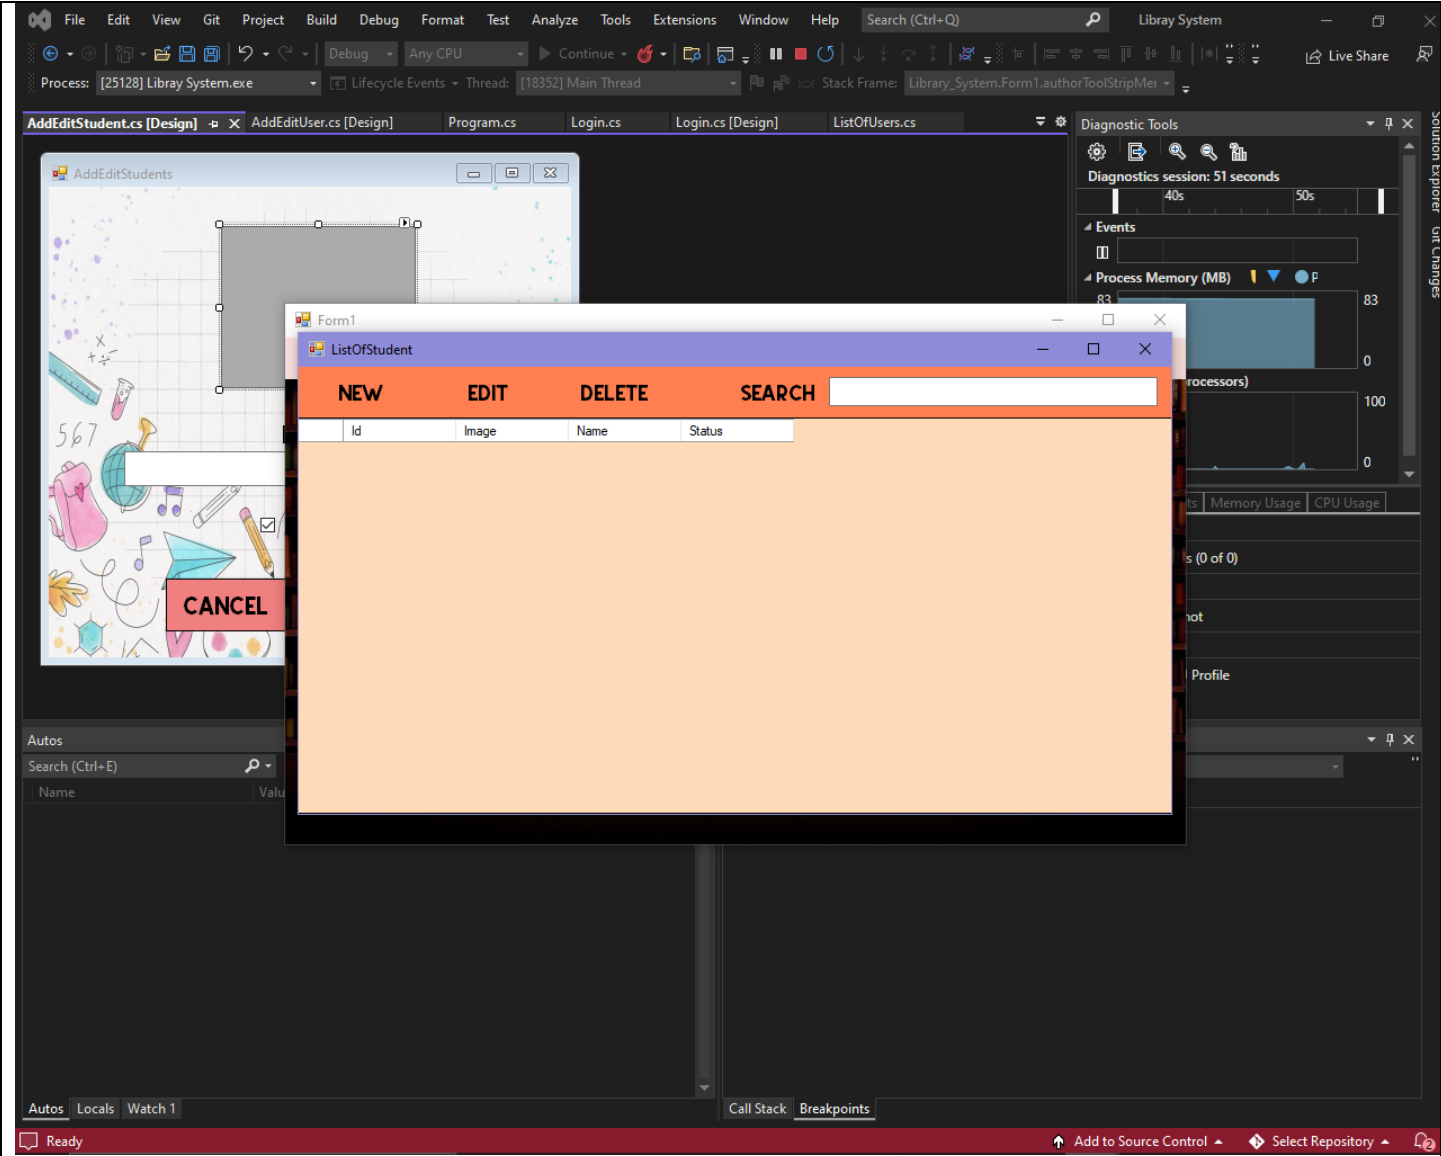 File Edit View Git Project Build Debug Format Test Analyze Tools Extensions Window Help Search (Ctrl+Q) Libray System
Debug Any CPU Continue Live Share
Process: [25128] Libray System.exe Lifecycle Events Thread: [18352] Main Thread Stack Frame: Library_System.Form1.authorToolStripMer
AddEditStudent.cs [Design] AddEditUser.cs [Design] Program.cs Login.cs Login.cs [Design] ListOfUsers.cs
Diagnostic Tools
Solution Explorer
Git Changes
AddEditStudents
Diagnostics session: 51 seconds
40s 50s
Events
Process Memory (MB) P
83 83
0
rocessors)
100
0
Form1
ListOfStudent
NEW EDIT DELETE SEARCH
Id Image Name Status
567
CANCEL
ts Memory Usage CPU Usage
s (0 of 0)
hot
Profile
Autos
Search (Ctrl+E)
Name Valu
Autos Locals Watch 1
Call Stack Breakpoints
Ready Add to Source Control Select Repository 2